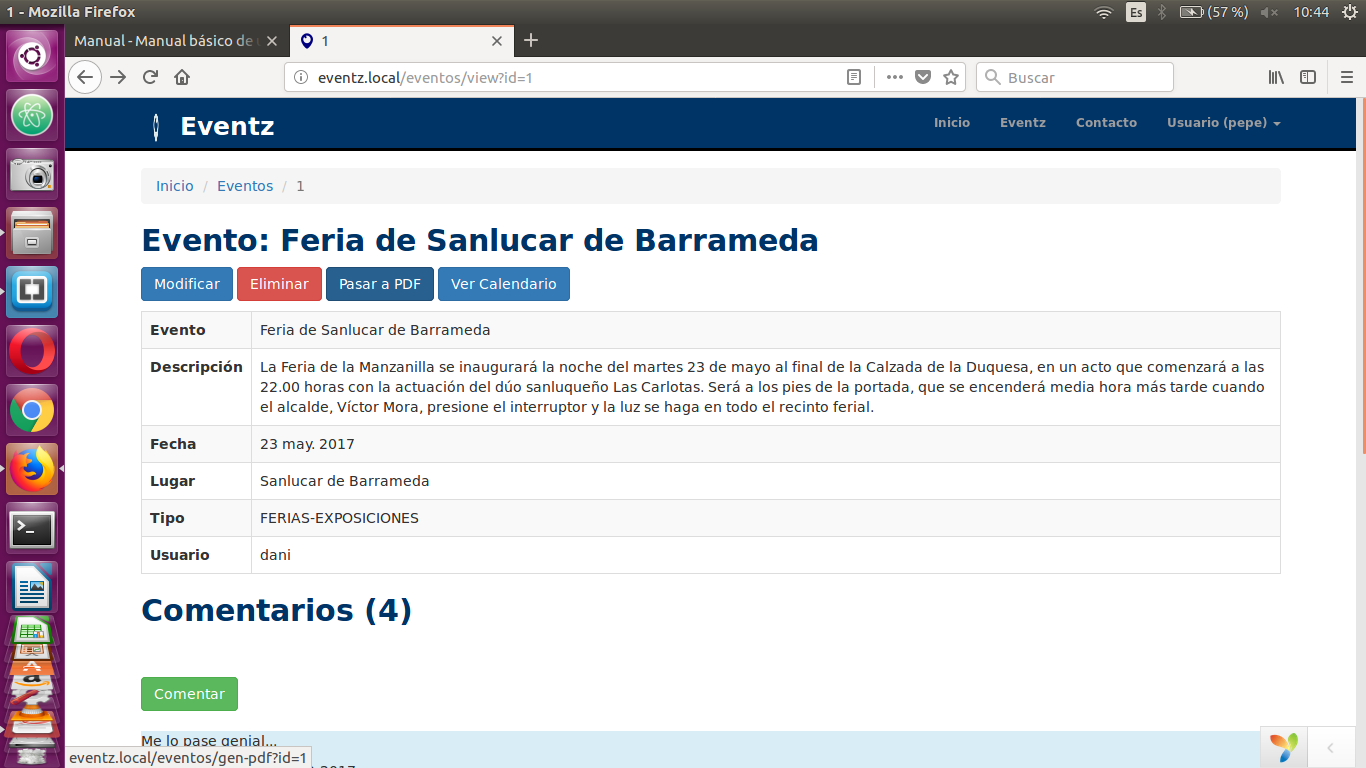 1 - Mozilla Firefox
Es
(57 %)
10:44
Manual - Manual básico de
1
eventz.local/eventos/view?id=1
Buscar
Eventz
Inicio
Eventz
Contacto
Usuario (pepe)
Inicio / Eventos / 1
Evento: Feria de Sanlucar de Barrameda
Modificar
Eliminar
Pasar a PDF
Ver Calendario
Evento Feria de Sanlucar de Barrameda
Descripción La Feria de la Manzanilla se inaugurará la noche del martes 23 de mayo al final de la Calzada de la Duquesa, en un acto que comenzará a las
22.00 horas con la actuación del dúo sanluqueño Las Carlotas. Será a los pies de la portada, que se encenderá media hora más tarde cuando
el alcalde, Víctor Mora, presione el interruptor y la luz se haga en todo el recinto ferial.
Fecha 23 may. 2017
Lugar Sanlucar de Barrameda
Tipo FERIAS-EXPOSICIONES
Usuario dani
Comentarios (4)
Comentar
Me lo pase genial...
2017
eventz.local/eventos/gen-pdf?id=1